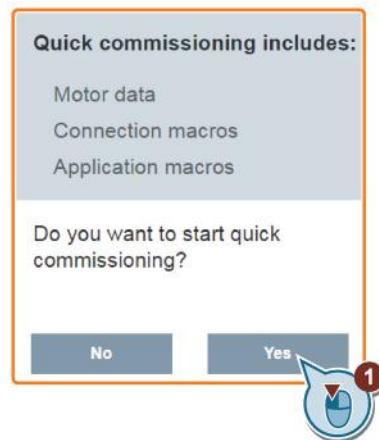 Quick commissioning includes:
Motor data
Connection macros
Application macros
Do you want to start quick
commissioning?
No
Yes
1